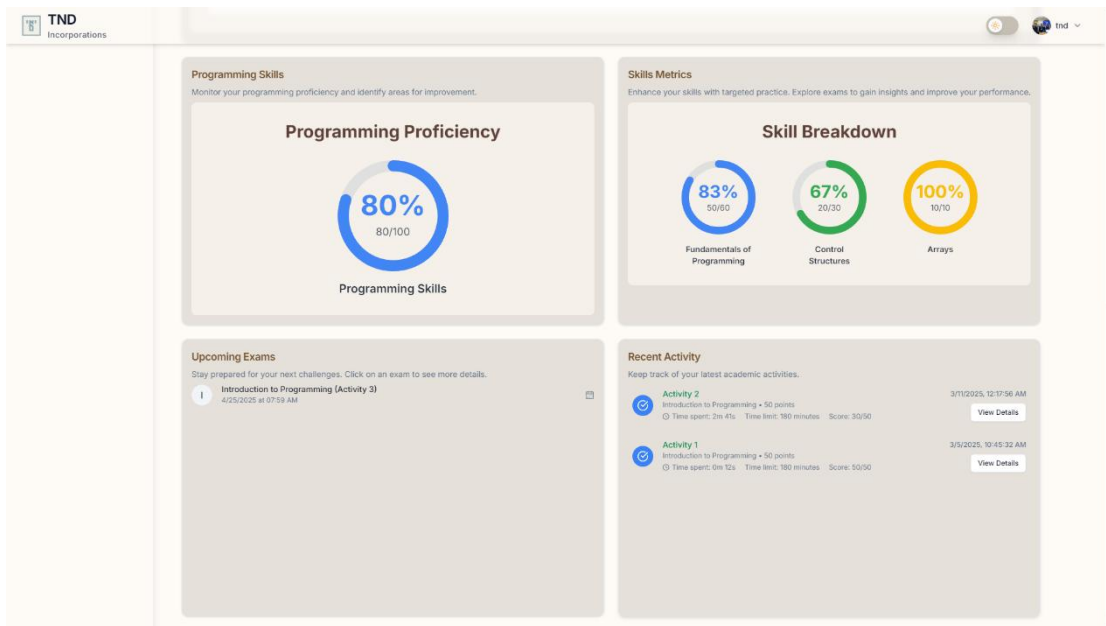 TND
Incorporations
tnd
Programming Skills
Monitor your programming proficiency and identify areas for improvement.
Programming Proficiency
80%
80/100
Programming Skills
Skills Metrics
Enhance your skills with targeted practice. Explore exams to gain insights and improve your performance.
Skill Breakdown
83%
50/60
Fundamentals of
Programming
67%
20/30
Control
Structures
100%
10/10
Arrays
Upcoming Exams
Stay prepared for your next challenges. Click on an exam to see more details.
I
Introduction to Programming (Activity 3)
4/25/2025 at 07:59 AM
Recent Activity
Keep track of your latest academic activities.
Activity 2
3/11/2025, 12:17:56 AM
Introduction to Programming • 50 points
Time spent: 2m 41s Time limit: 180 minutes Score: 30/50
View Details
Activity 1
3/5/2025, 10:45:32 AM
Introduction to Programming • 50 points
Time spent: 0m 12s Time limit: 180 minutes Score: 50/50
View Details